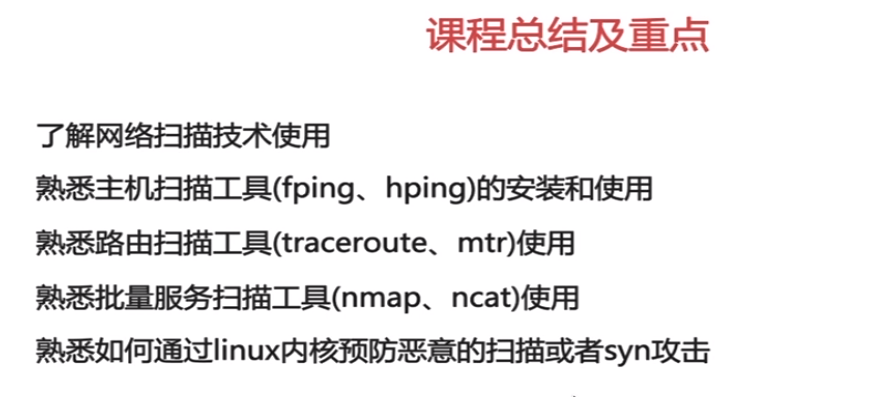 课程总结及重点
了解网络扫描技术使用
熟悉主机扫描工具(fping、hping)的安装和使用
熟悉路由扫描工具(traceroute、mtr)使用
熟悉批量服务扫描工具(nmap、ncat)使用
熟悉如何通过linux内核预防恶意的扫描或者syn攻击